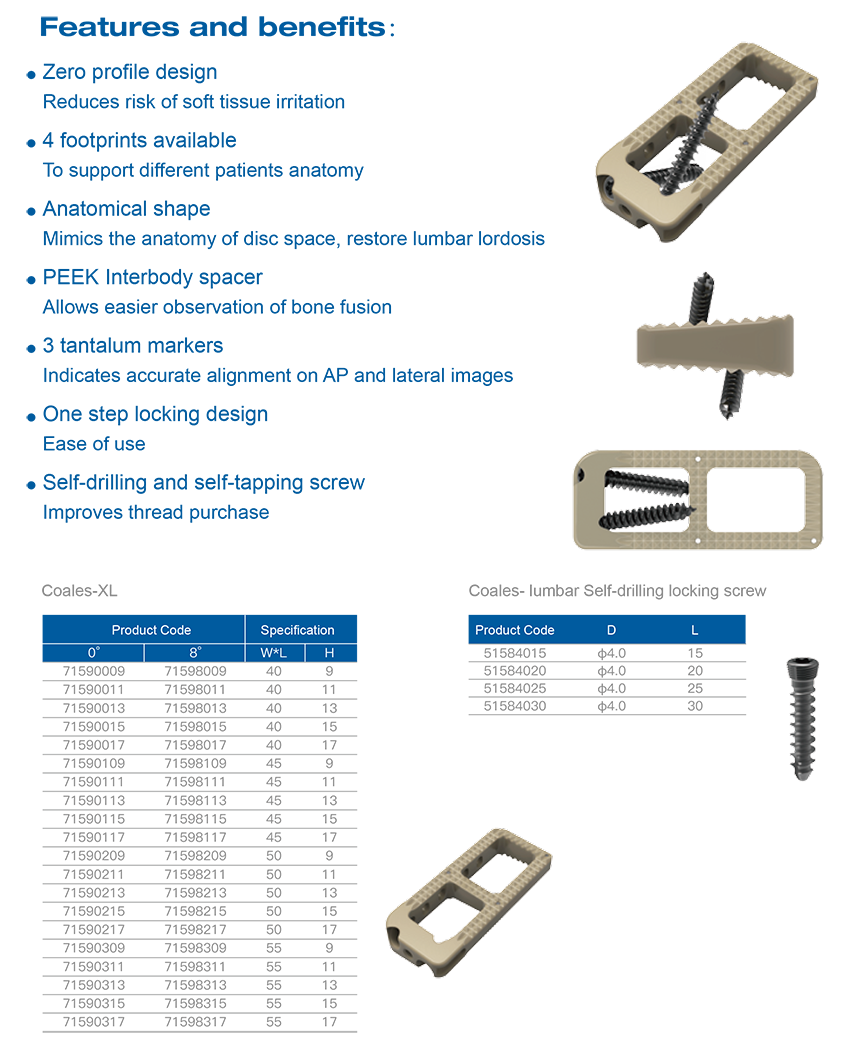 Features and benefits:
• Zero profile design
Reduces risk of soft tissue irritation
• 4 footprints available
To support different patients anatomy
• Anatomical shape
Mimics the anatomy of disc space, restore lumbar lordosis
• PEEK Interbody spacer
Allows easier observation of bone fusion
• 3 tantalum markers
Indicates accurate alignment on AP and lateral images
• One step locking design
Ease of use
• Self-drilling and self-tapping screw
Improves thread purchase
Coales-XL
Product Code Specification
0° 8° W*L H
71590009 71598009 40 9
71590011 71598011 40 11
71590013 71598013 40 13
71590015 71598015 40 15
71590017 71598017 40 17
71590109 71598109 45 9
71590111 71598111 45 11
71590113 71598113 45 13
71590115 71598115 45 15
71590117 71598117 45 17
71590209 71598209 50 9
71590211 71598211 50 11
71590213 71598213 50 13
71590215 71598215 50 15
71590217 71598217 50 17
71590309 71598309 55 9
71590311 71598311 55 11
71590313 71598313 55 13
71590315 71598315 55 15
71590317 71598317 55 17
Coales- lumbar Self-drilling locking screw
Product Code D L
51584015 ф4.0 15
51584020 ф4.0 20
51584025 ф4.0 25
51584030 ф4.0 30